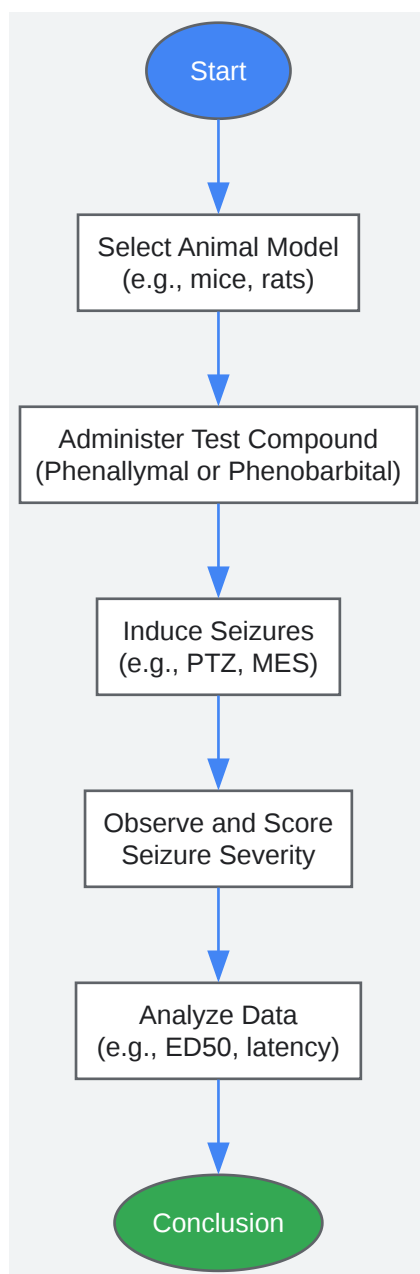 Start
Select Animal Model
(e.g., mice, rats)
Administer Test Compound
(Phenallymal or Phenobarbital)
Induce Seizures
(e.g., PTZ, MES)
Observe and Score
Seizure Severity
Analyze Data
(e.g., ED50, latency)
Conclusion